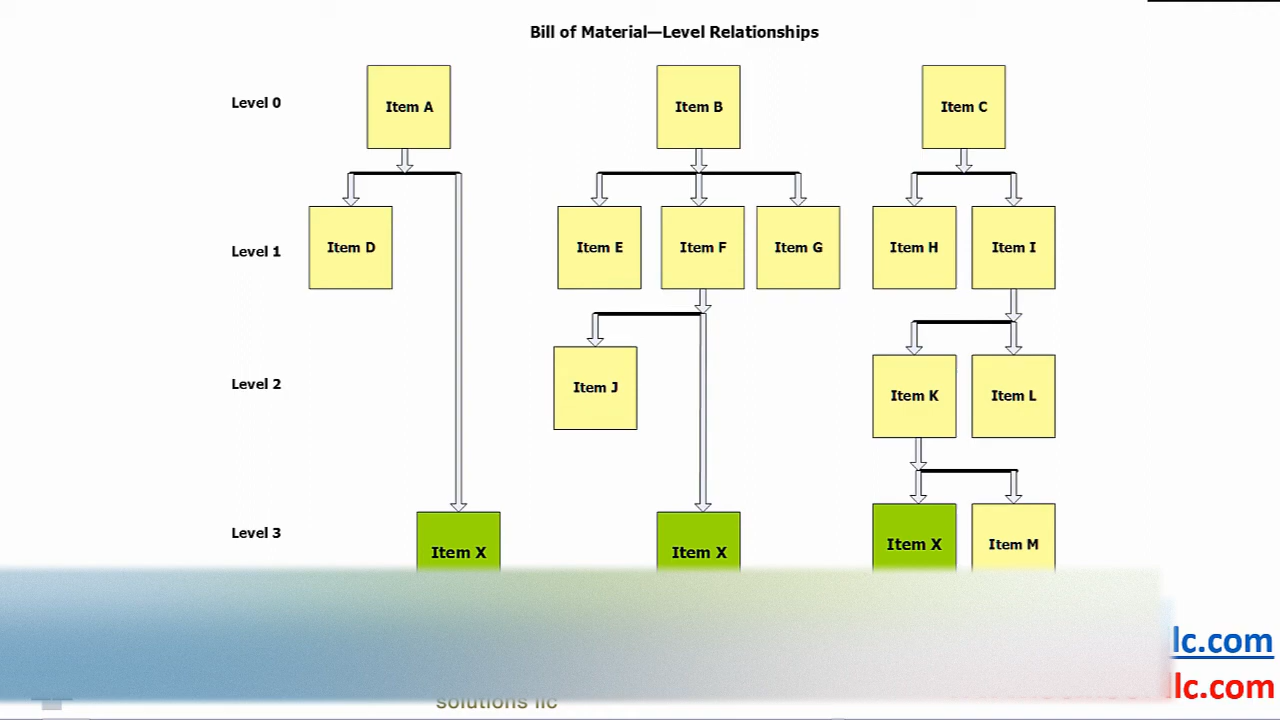 Bill of Material—Level Relationships
Level 0
Item A
Item B
Item C
Level 1
Item D
Item E
Item F
Item G
Item H
Item I
Level 2
Item J
Item K
Item L
Level 3
Item X
Item X
Item X
Item M
lc.com
llc.com
solutions llc